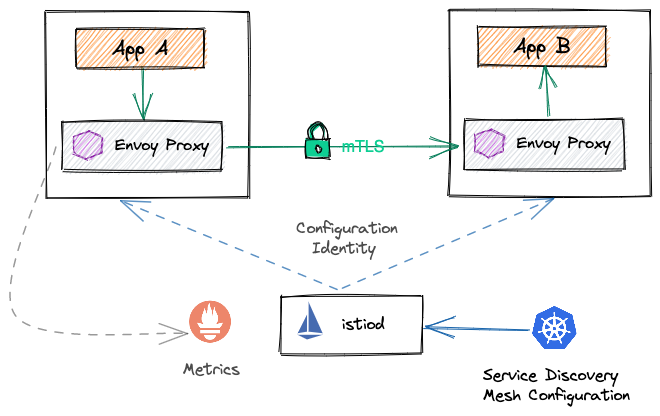 App A
App B
Envoy Proxy
mTLS
Envoy Proxy
Configuration
Identity
istiod
Metrics
Service Discovery
Mesh Configuration